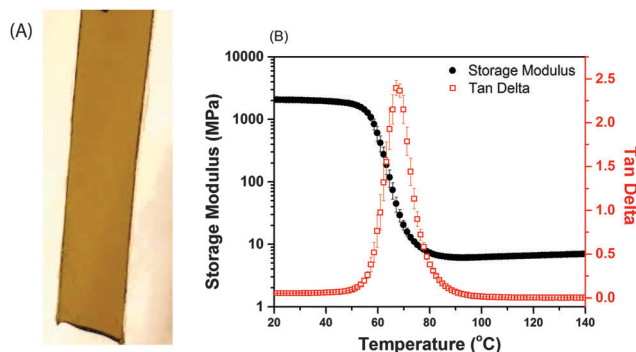 (A)
(B)
Storage Modulus
Tan Delta
Storage Modulus (MPa)
10000
1000
100
10
1
2.5
2.0
1.5
1.0
0.5
0.0
Tan Delta
20 40 60 80 100 120 140
Temperature (°C)